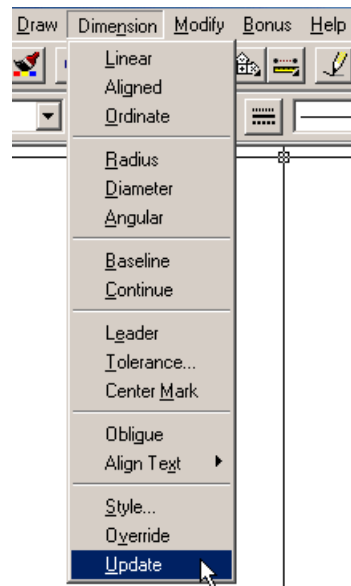 Draw Dimension Modify Bonus Help
Linear
Aligned
Ordinate
Radius
Diameter
Angular
Baseline
Continue
Leader
Tolerance...
Center Mark
Obligue
Align Text
Style...
Override
Update